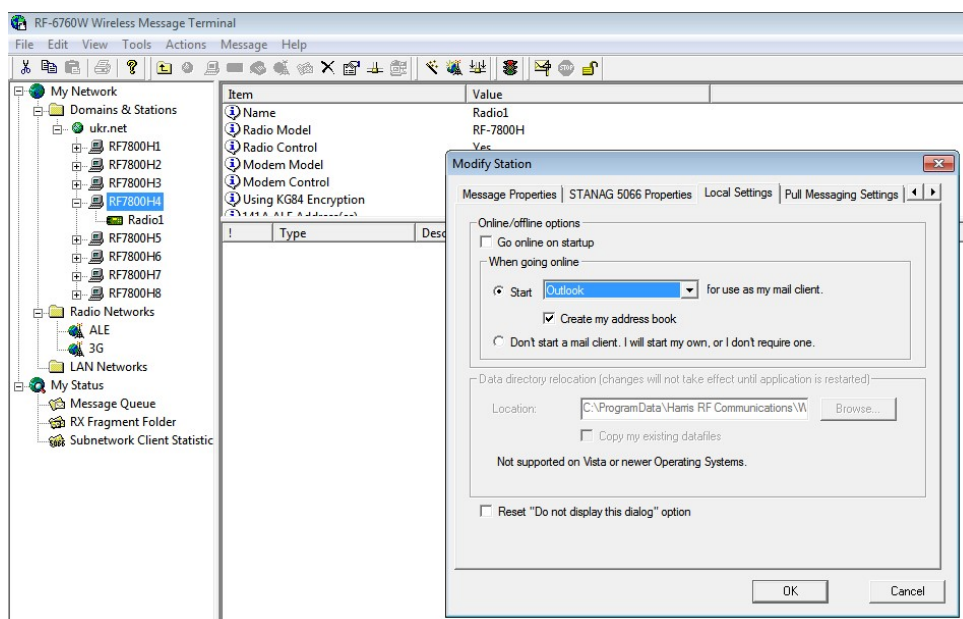 RF-6760W Wireless Message Terminal
File Edit View Tools Actions Message Help
My Network
Domains & Stations
ukr.net
RF7800H1
RF7800H2
RF7800H3
RF7800H4
Radio1
RF7800H5
RF7800H6
RF7800H7
RF7800H8
Radio Networks
ALE
3G
LAN Networks
My Status
Message Queue
RX Fragment Folder
Subnetwork Client Statistic
Item Value
Name Radio1
Radio Model RF-7800H
Radio Control Yes
Modem Model
Modem Control
Using KG84 Encryption
141A ALE Address(es)
! Type Desc
Modify Station
Message Properties STANAG 5066 Properties Local Settings Pull Messaging Settings
Online/offline options
Go online on startup
When going online
Start Outlook for use as my mail client.
Create my address book
Don't start a mail client. I will start my own, or I don't require one.
Data directory relocation (changes will not take effect until application is restarted)
Location: C:\ProgramData\Harris RF Communications\W Browse...
Copy my existing datafiles
Not supported on Vista or newer Operating Systems.
Reset "Do not display this dialog" option
OK Cancel